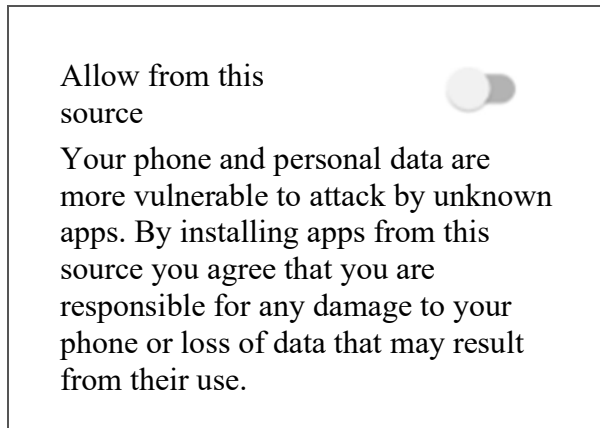 Allow from this
source
Your phone and personal data are
more vulnerable to attack by unknown
apps. By installing apps from this
source you agree that you are
responsible for any damage to your
phone or loss of data that may result
from their use.